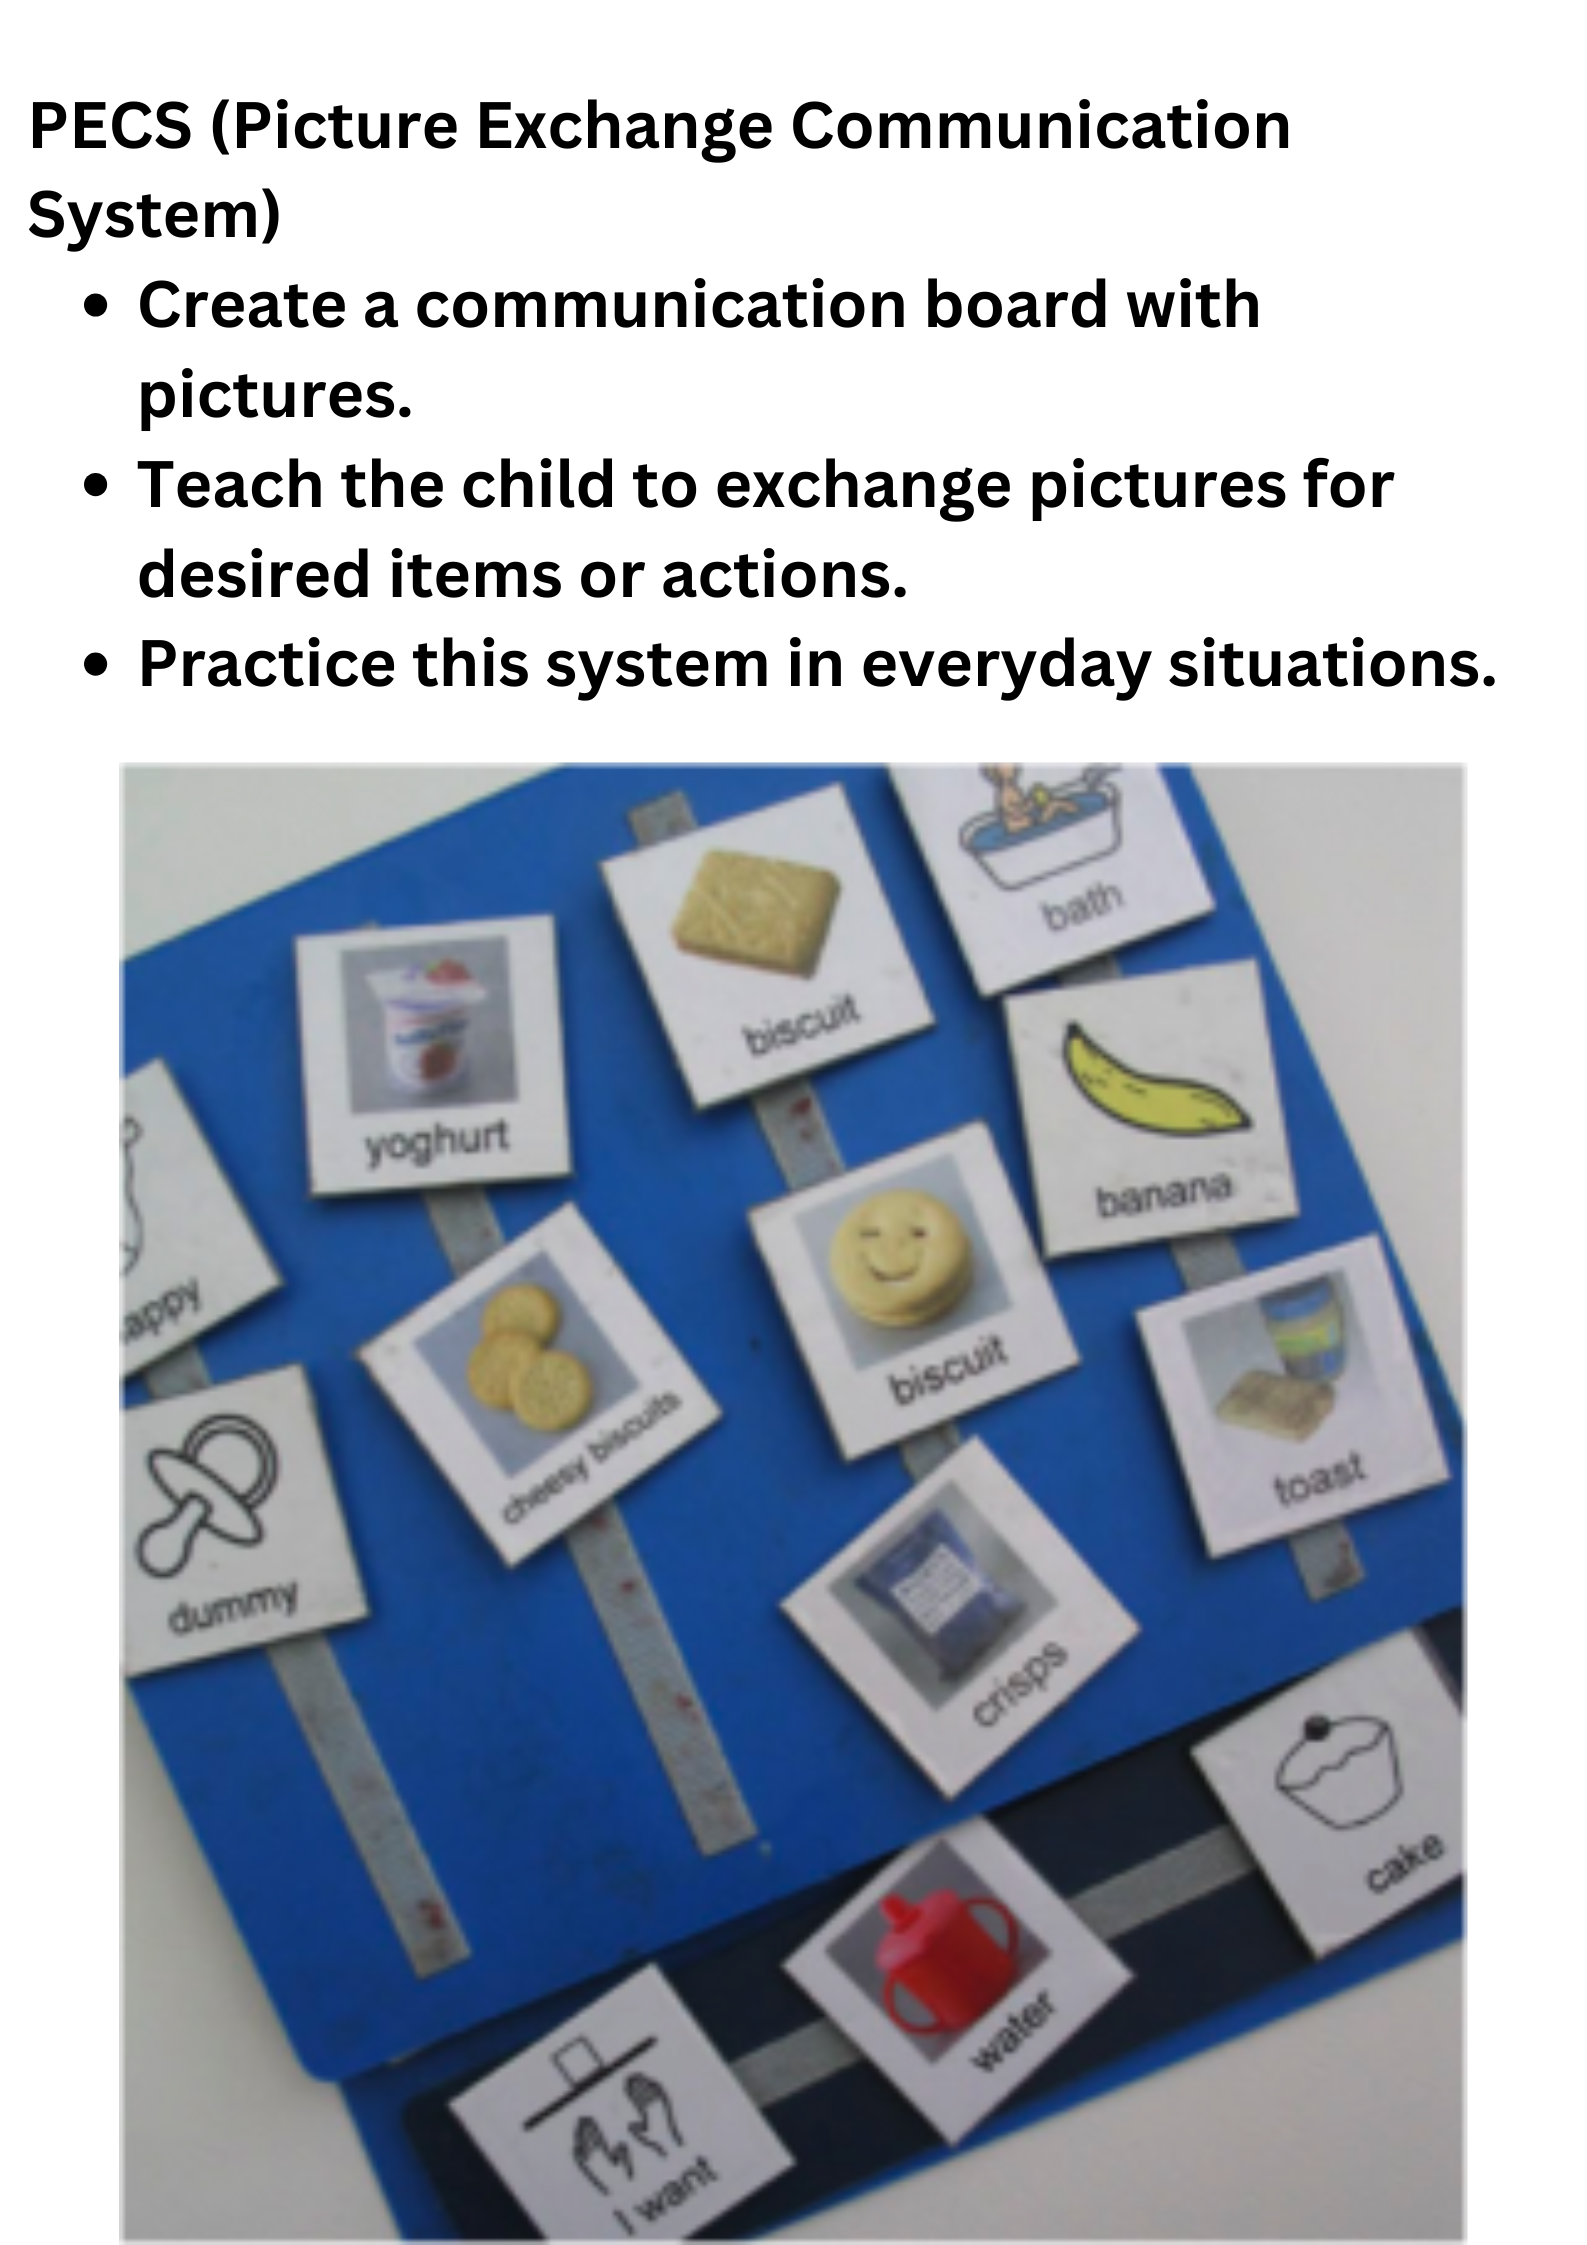 PECS (Picture Exchange Communication
System)
• Create a communication board with
pictures.
• Teach the child to exchange pictures for
desired items or actions.
• Practice this system in everyday situations.
bath
biscuit
yoghurt
banana
biscuit
toast
cheesy biscuits
dummy
crisps
cake
water
I want